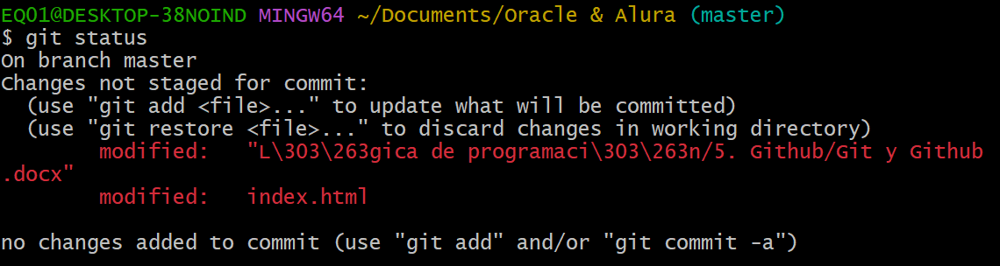 EQ01@DESKTOP-38NOIND MINGW64 ~/Documents/Oracle & Alura (master)
$ git status
On branch master
Changes not staged for commit:
  (use "git add <file>..." to update what will be committed)
  (use "git restore <file>..." to discard changes in working directory)
        modified:   "L\303\263gica de programaci\303\263n/5. Github/Git y Github
.docx"
        modified:   index.html

no changes added to commit (use "git add" and/or "git commit -a")